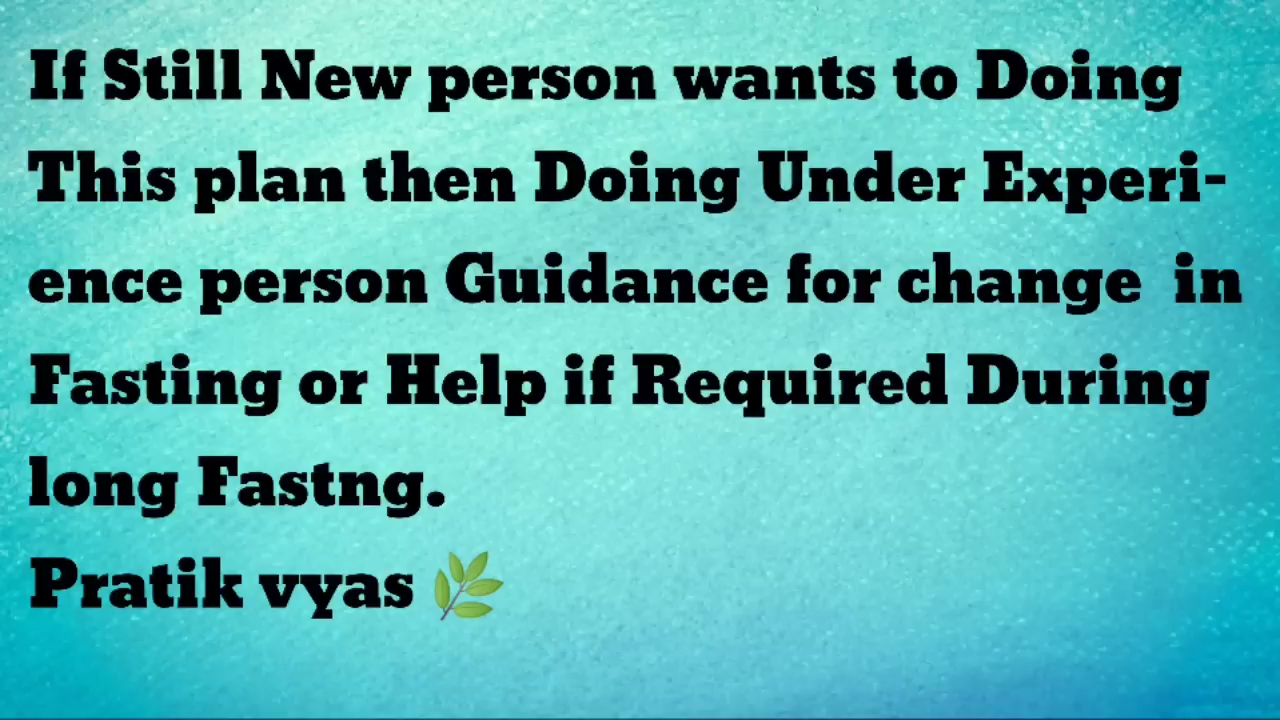 If Still New person wants to Doing
This plan then Doing Under Experi-
ence person Guidance for change  in
Fasting or Help if Required During
long Fastng.
Pratik vyas 🌿